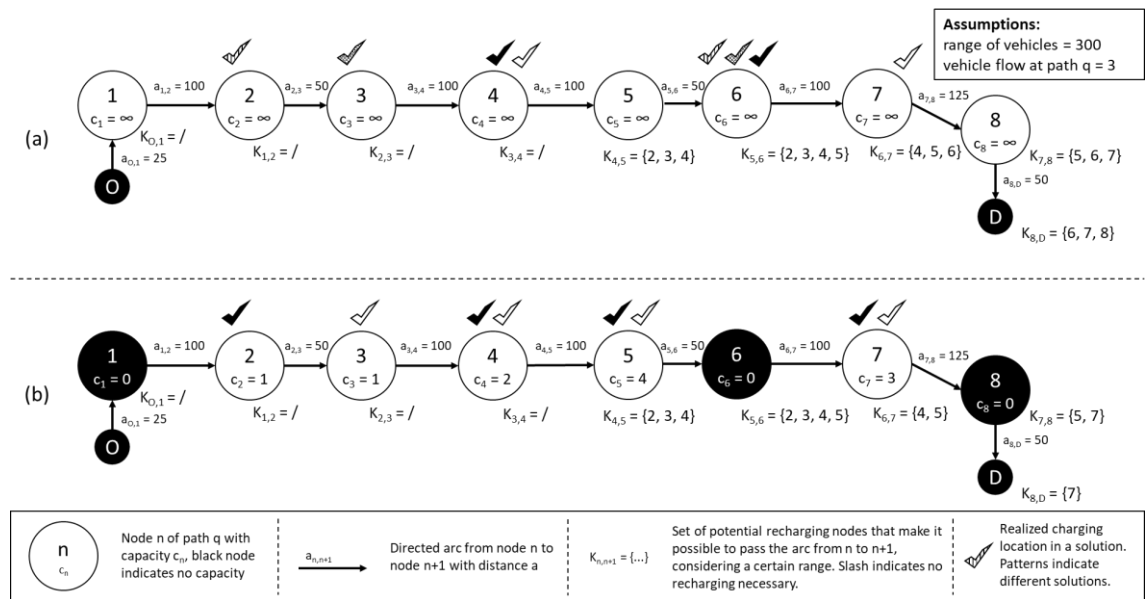 Assumptions:
range of vehicles = 300
vehicle flow at path q = 3
(a)
1
c1 = ∞
a1,2 = 100
2
c2 = ∞
a2,3 = 50
3
c3 = ∞
a3,4 = 100
4
c4 = ∞
a4,5 = 100
5
c5 = ∞
a5,6 = 50
6
c6 = ∞
a6,7 = 100
7
c7 = ∞
a7,8 = 125
8
c8 = ∞
KO,1 = /
aO,1 = 25
O
K1,2 = /
K2,3 = /
K3,4 = /
K4,5 = {2, 3, 4}
K5,6 = {2, 3, 4, 5}
K6,7 = {4, 5, 6}
K7,8 = {5, 6, 7}
a8,D = 50
D
K8,D = {6, 7, 8}
(b)
1
c1 = 0
a1,2 = 100
2
c2 = 1
a2,3 = 50
3
c3 = 1
a3,4 = 100
4
c4 = 2
a4,5 = 100
5
c5 = 4
a5,6 = 50
6
c6 = 0
a6,7 = 100
7
c7 = 3
a7,8 = 125
8
c8 = 0
KO,1 = /
aO,1 = 25
O
K1,2 = /
K2,3 = /
K3,4 = /
K4,5 = {2, 3, 4}
K5,6 = {2, 3, 4, 5}
K6,7 = {4, 5}
K7,8 = {5, 7}
a8,D = 50
D
K8,D = {7}
n
cn
Node n of path q with
capacity cn, black node
indicates no capacity
an,n+1
Directed arc from node n to
node n+1 with distance a
Kn,n+1 = {...}
Set of potential recharging nodes that make it
possible to pass the arc from n to n+1,
considering a certain range. Slash indicates no
recharging necessary.
Realized charging
location in a solution.
Patterns indicate
different solutions.